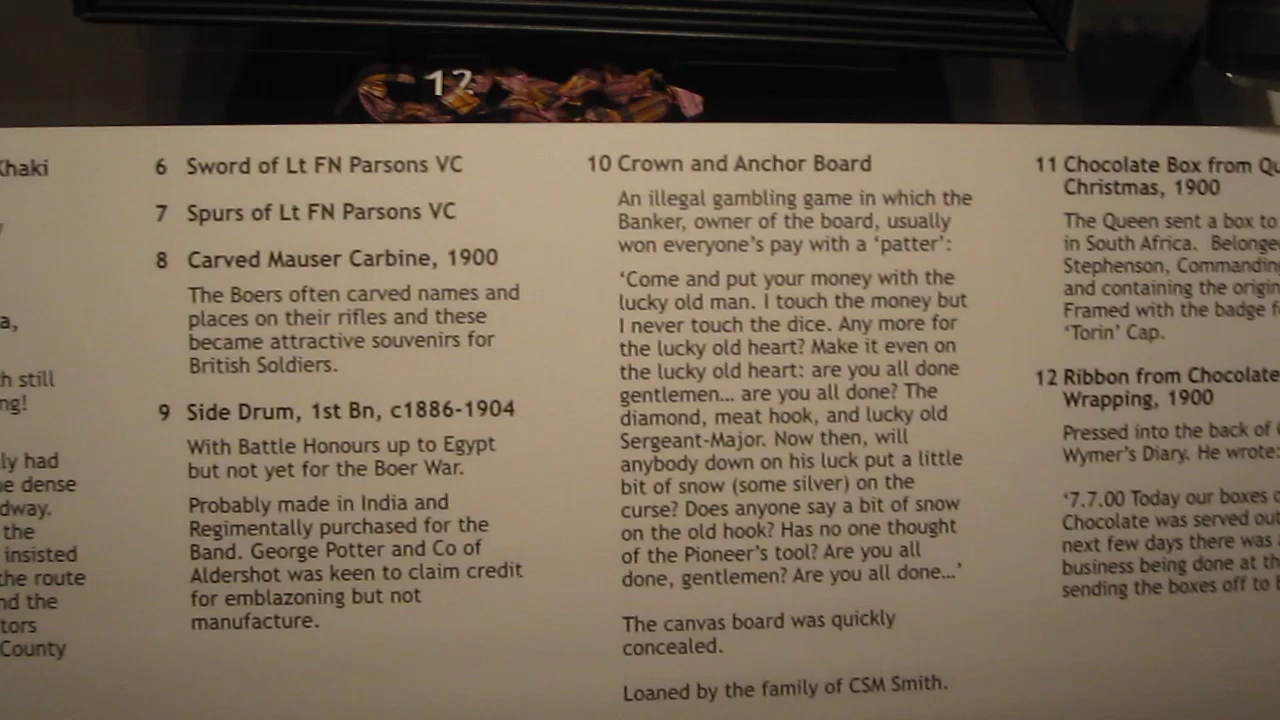 12
Khaki
a,
h still
ng!
ly had
e dense
dway.
the
insisted
the route
nd the
tors
County
6 Sword of Lt FN Parsons VC
7 Spurs of Lt FN Parsons VC
8 Carved Mauser Carbine, 1900
The Boers often carved names and
places on their rifles and these
became attractive souvenirs for
British Soldiers.
9 Side Drum, 1st Bn, c1886-1904
With Battle Honours up to Egypt
but not yet for the Boer War.
Probably made in India and
Regimentally purchased for the
Band. George Potter and Co of
Aldershot was keen to claim credit
for emblazoning but not
manufacture.
10 Crown and Anchor Board
An illegal gambling game in which the
Banker, owner of the board, usually
won everyone's pay with a 'patter':
'Come and put your money with the
lucky old man. I touch the money but
I never touch the dice. Any more for
the lucky old heart? Make it even on
the lucky old heart: are you all done
gentlemen... are you all done? The
diamond, meat hook, and lucky old
Sergeant-Major. Now then, will
anybody down on his luck put a little
bit of snow (some silver) on the
curse? Does anyone say a bit of snow
on the old hook? Has no one thought
of the Pioneer's tool? Are you all
done, gentlemen? Are you all done...'
The canvas board was quickly
concealed.
Loaned by the family of CSM Smith.
11 Chocolate Box from Qu
Christmas, 1900
The Queen sent a box to
in South Africa. Belonge
Stephenson, Commandin
and containing the origin
Framed with the badge f
'Torin' Cap.
12 Ribbon from Chocolate
Wrapping, 1900
Pressed into the back of
Wymer's Diary. He wrote:
'7.7.00 Today our boxes o
Chocolate was served out
next few days there was
business being done at th
sending the boxes off to